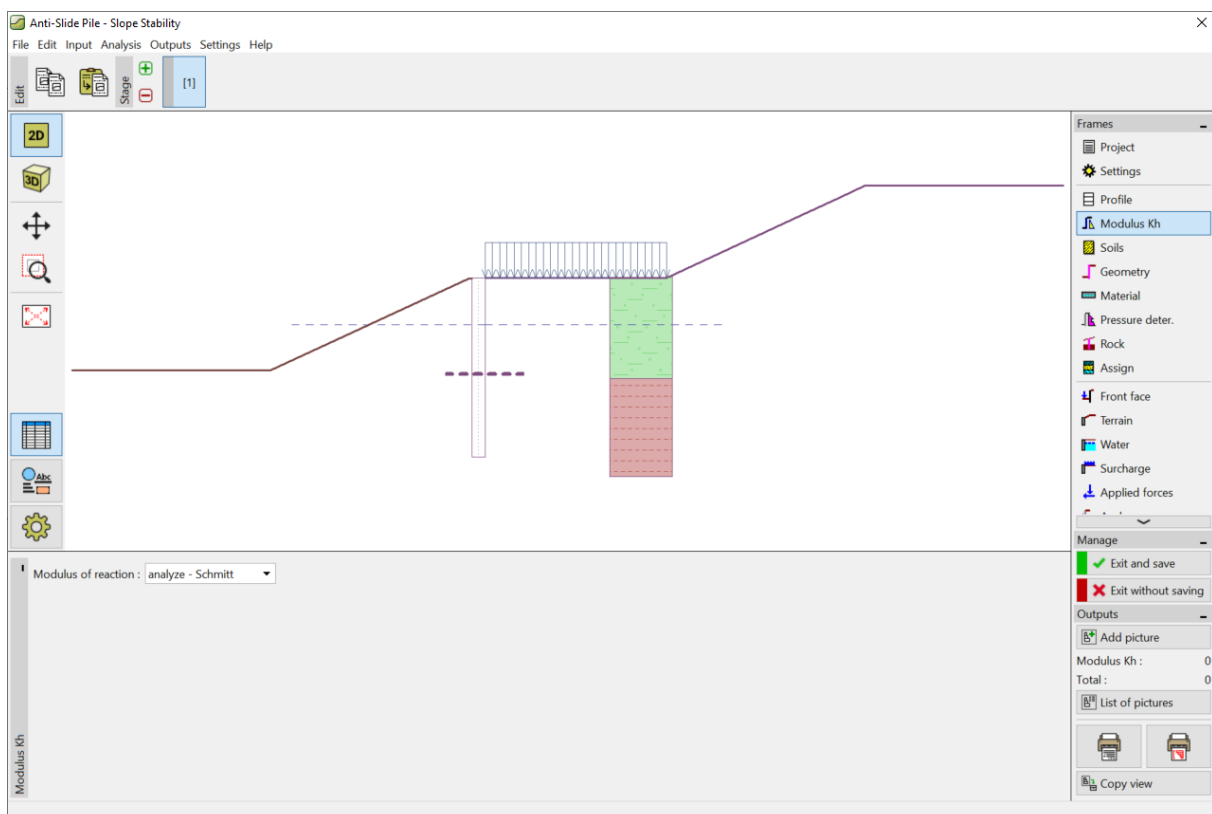 Anti-Slide Pile - Slope Stability
File Edit Input Analysis Outputs Settings Help
Edit
Stage
[1]
2D
3D
Abc
Frames
Project
Settings
Profile
Modulus Kh
Soils
Geometry
Material
Pressure deter.
Rock
Assign
Front face
Terrain
Water
Surcharge
Applied forces
Manage
Exit and save
Exit without saving
Outputs
Add picture
Modulus Kh : 0
Total : 0
List of pictures
Copy view
Modulus of reaction : analyze - Schmitt
Modulus Kh